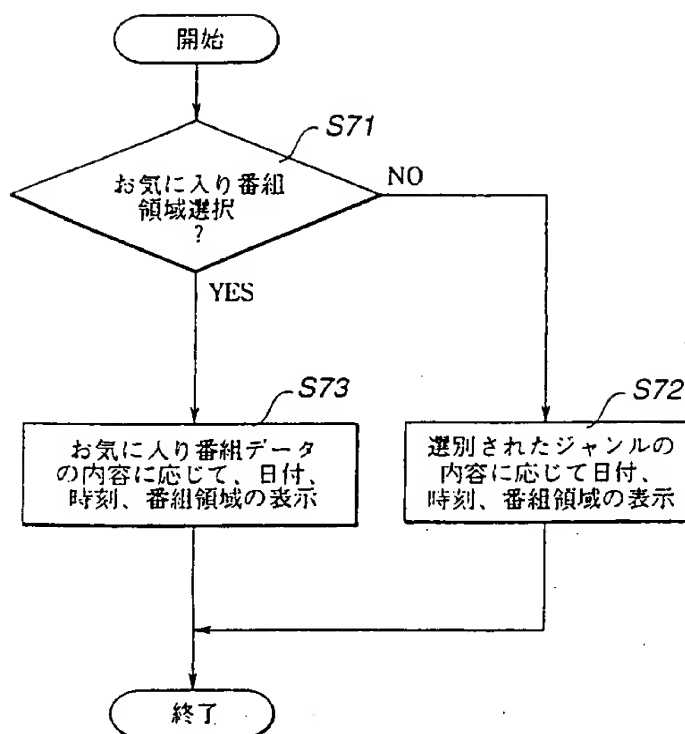 開始
S71
お気に入り番組
領域選択
?
NO
YES
S73
お気に入り番組データ
の内容に応じて、日付、
時刻、番組領域の表示
S72
選別されたジャンルの
内容に応じて日付、
時刻、番組領域の表示
終了